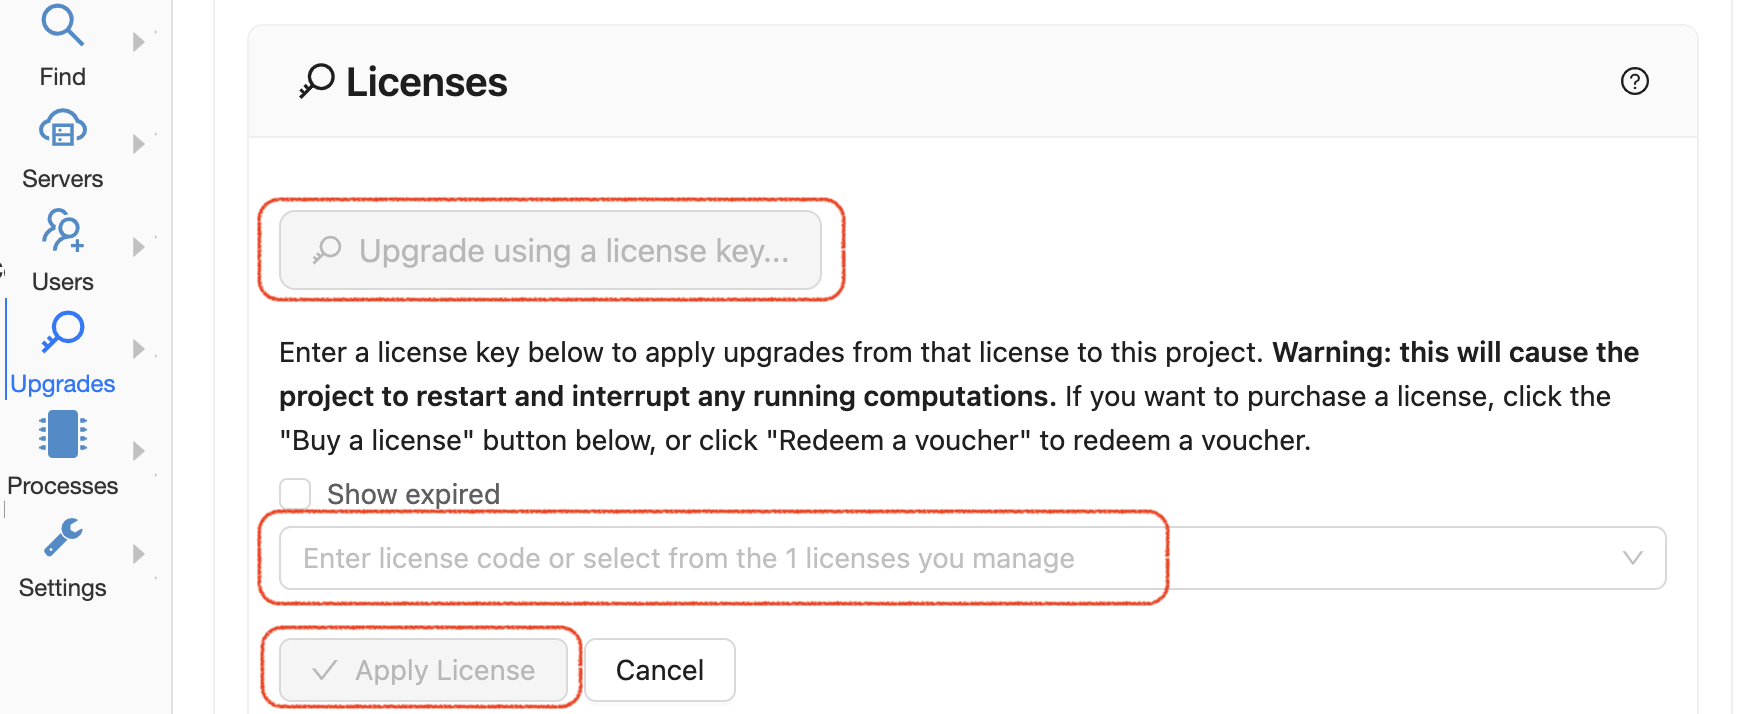 Find
Servers
Users
Upgrades
Processes
Settings
Licenses
Upgrade using a license key...
Enter a license key below to apply upgrades from that license to this project. Warning: this will cause the
project to restart and interrupt any running computations. If you want to purchase a license, click the
"Buy a license" button below, or click "Redeem a voucher" to redeem a voucher.
Show expired
Enter license code or select from the 1 licenses you manage
Apply License
Cancel